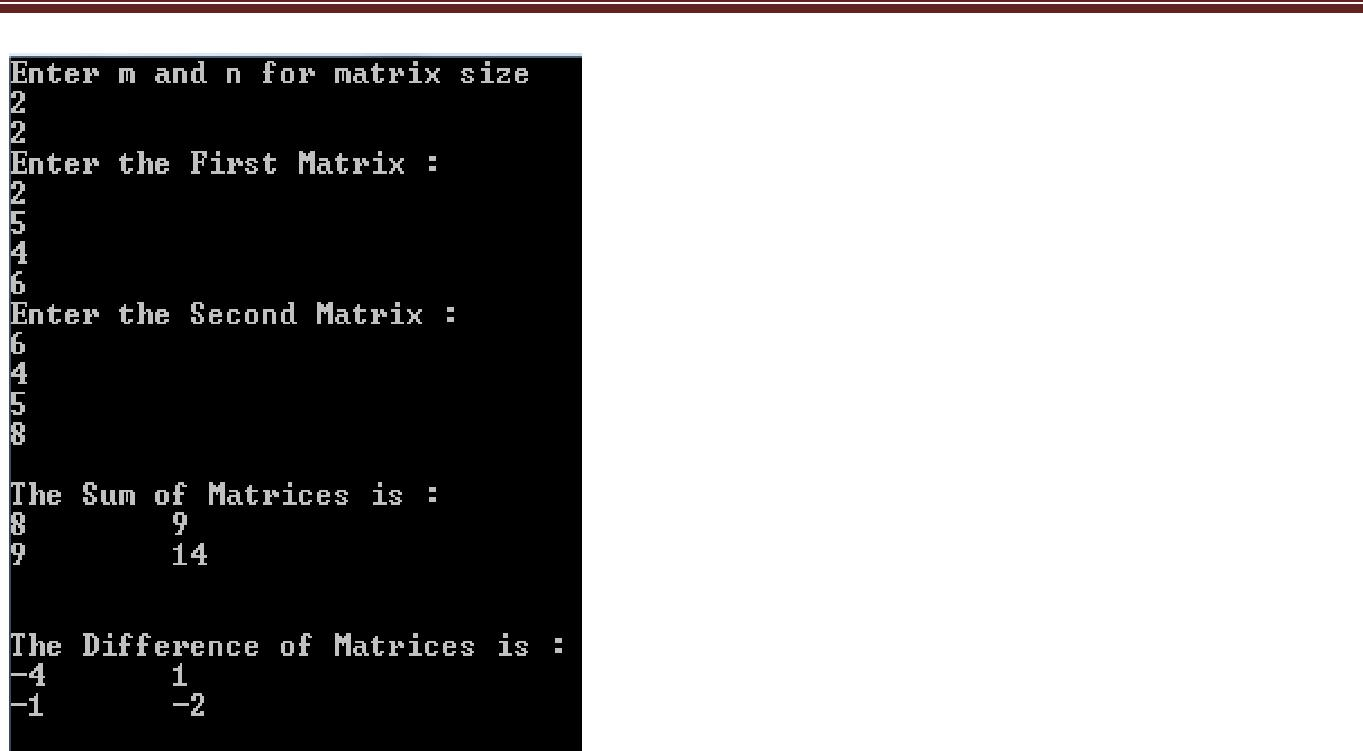 Enter m and n for matrix size
2
2
Enter the First Matrix :
2
5
4
6
Enter the Second Matrix :
6
4
5
8
The Sum of Matrices is :
8 9
9 14
The Difference of Matrices is :
-4 1
-1 -2